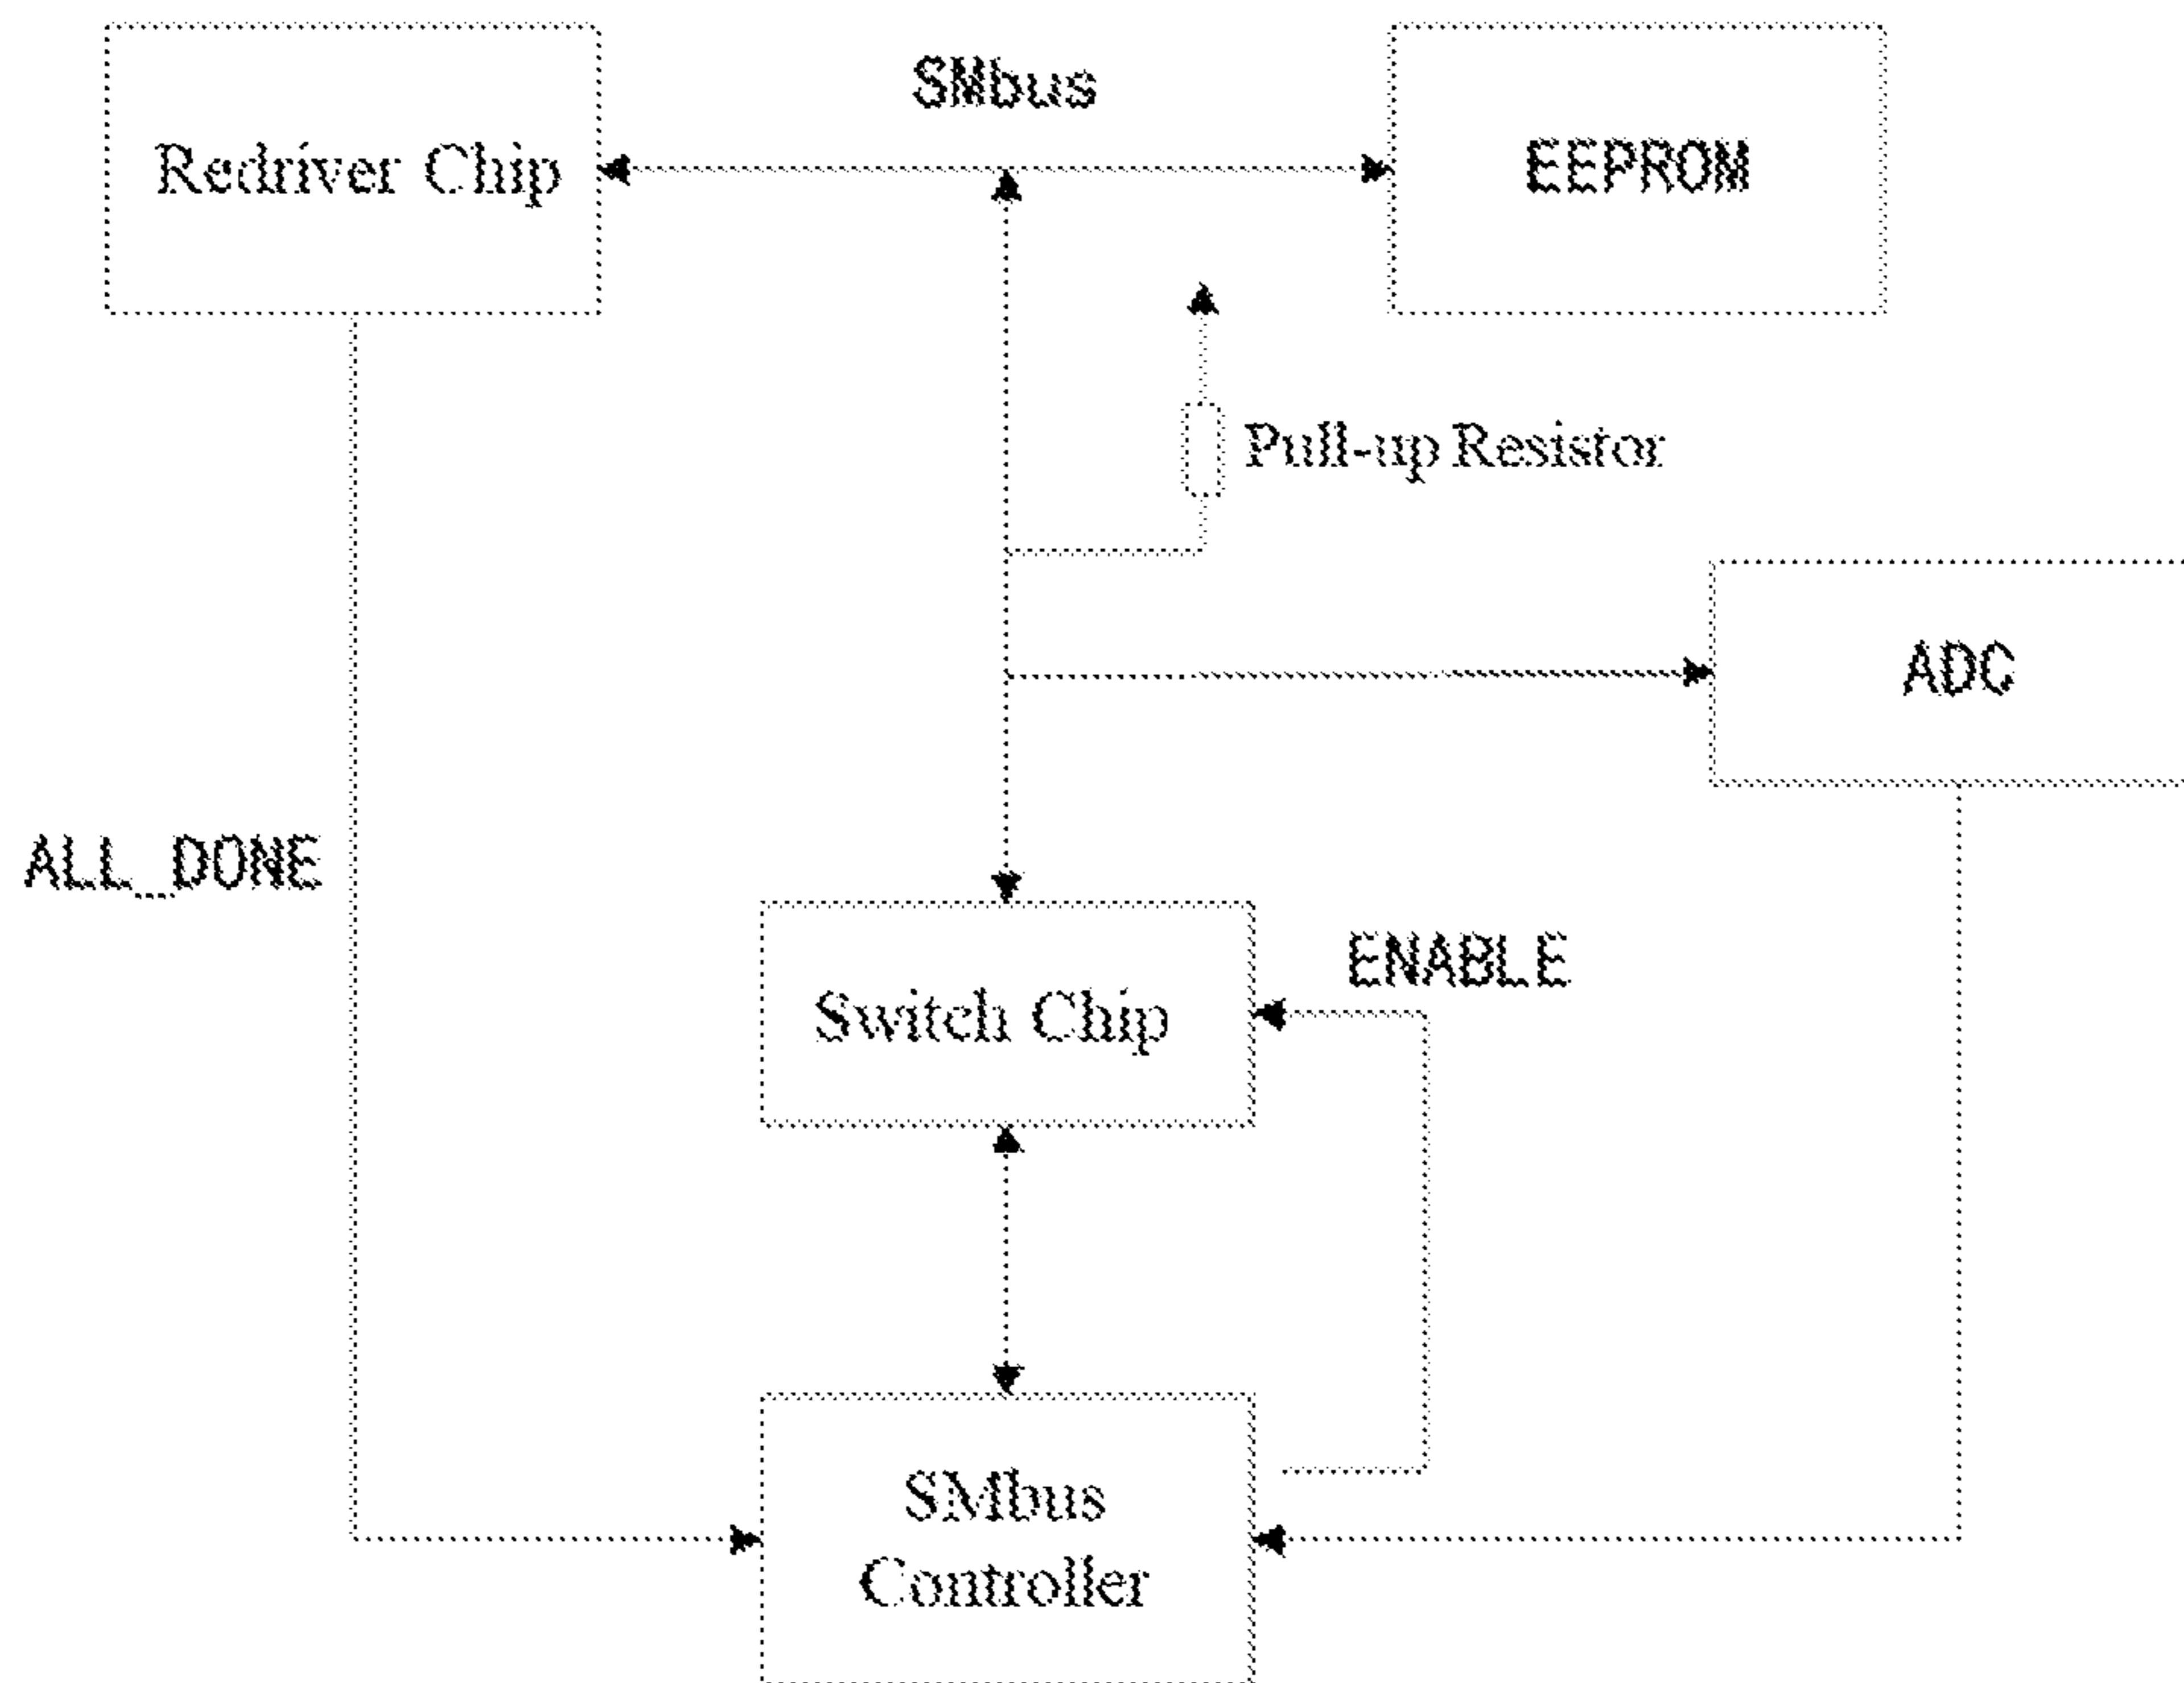 SMbus
Redriver Chip
EEPROM
Pull-up Resistor
ADC
ALL_DONE
ENABLE
Switch Chip
SMbus
Controller